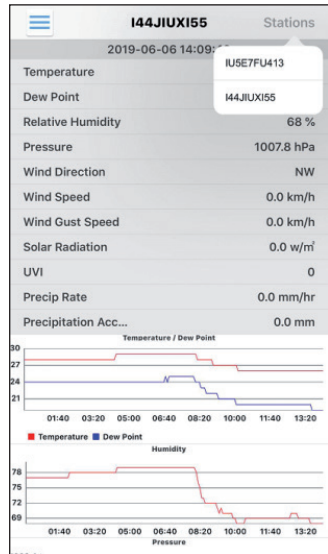 I44JIUXI55 Stations
2019-06-06 14:09:
IU5E7FU413
Temperature
I44JIUXI55
Dew Point
Relative Humidity 68 %
Pressure 1007.8 hPa
Wind Direction NW
Wind Speed 0.0 km/h
Wind Gust Speed 0.0 km/h
Solar Radiation 0.0 w/㎡
UVI 0
Precip Rate 0.0 mm/hr
Precipitation Acc... 0.0 mm
Temperature / Dew Point
30
27
24
21
01:40 03:20 05:00 06:40 08:20 10:00 11:40 13:20
Temperature Dew Point
Humidity
78
75
72
69
01:40 03:20 05:00 06:40 08:20 10:00 11:40 13:20
Pressure